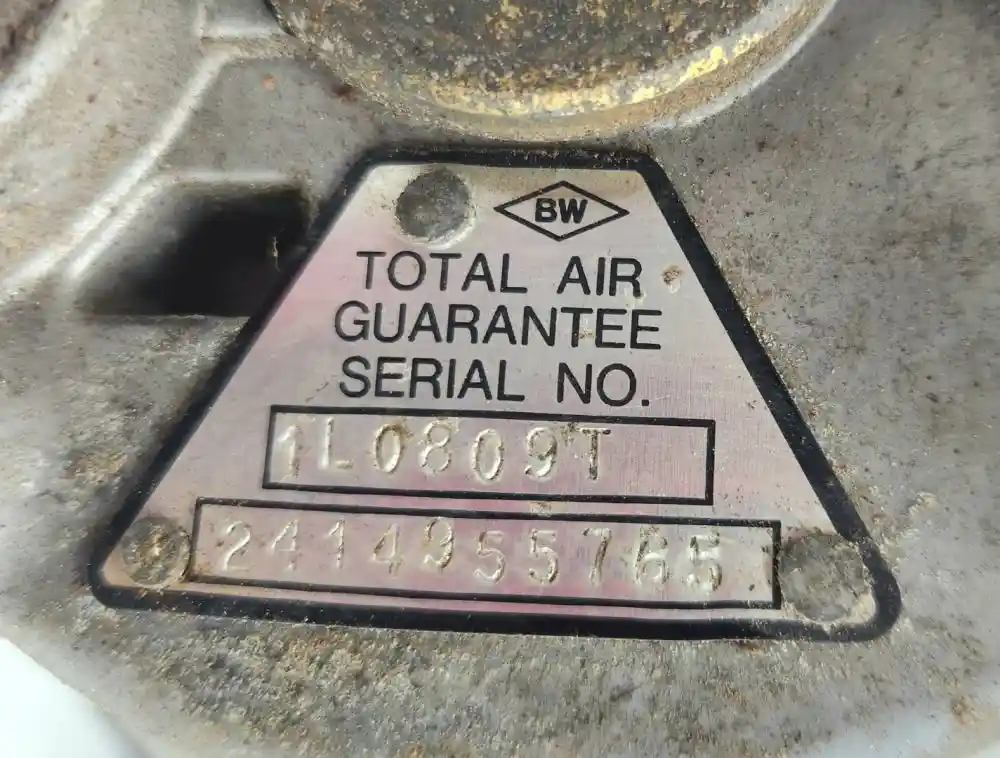 BW
TOTAL AIR
GUARANTEE
SERIAL NO.
1L0809T
2414955765